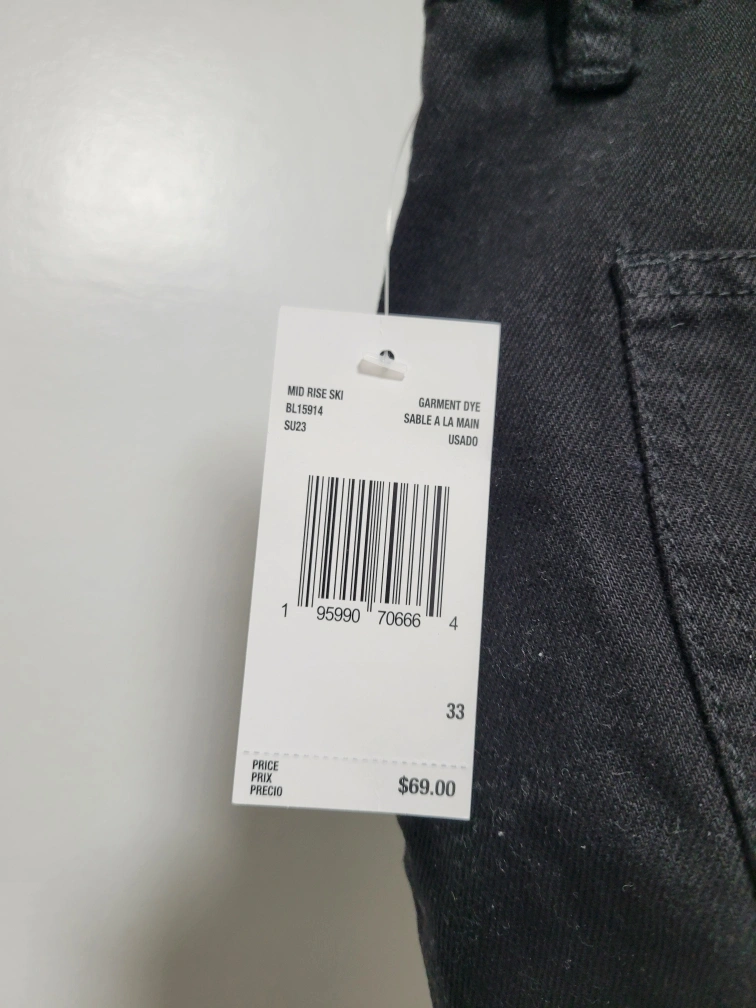 MID RISE SKI
BL15914
SU23
GARMENT DYE
SABLE A LA MAIN
USADO
1 95990 70666 4
33
PRICE
PRIX
PRECIO
$69.00